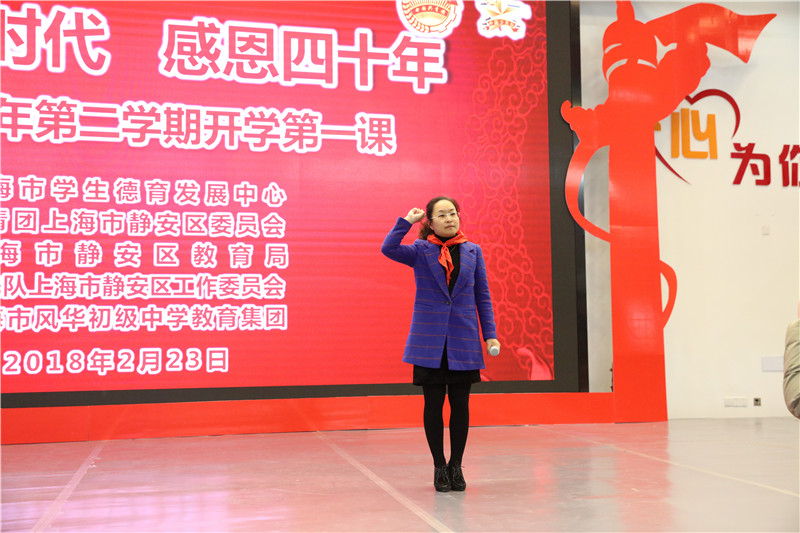 时代 感恩四十年
年第二学期开学第一课
海市学生德育发展中心
青团上海市静安区委员会
海市静安区教育局
队上海市静安区工作委员会
海市风华初级中学教育集团
2018年2月23日
心
为你